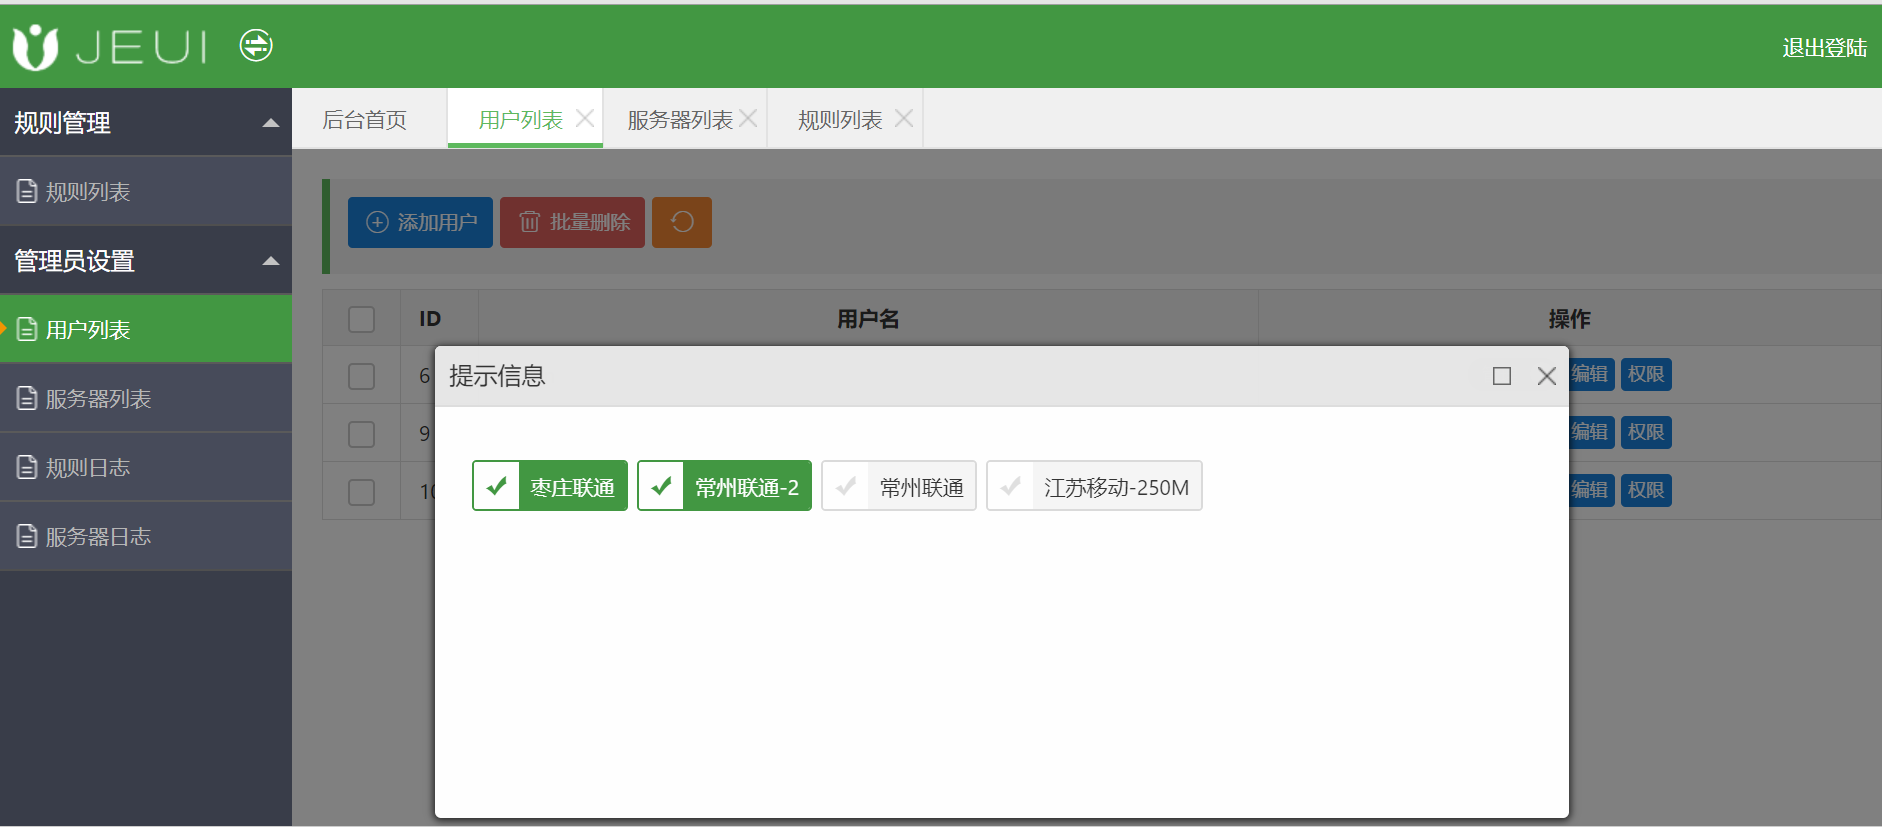 JEUI
退出登陆
规则管理
规则列表
管理员设置
用户列表
服务器列表
规则日志
服务器日志
后台首页 用户列表 服务器列表 规则列表
添加用户 批量删除
ID 用户名 操作
6 编辑 权限
9 编辑 权限
10 编辑 权限
提示信息
枣庄联通 常州联通-2 常州联通 江苏移动-250M